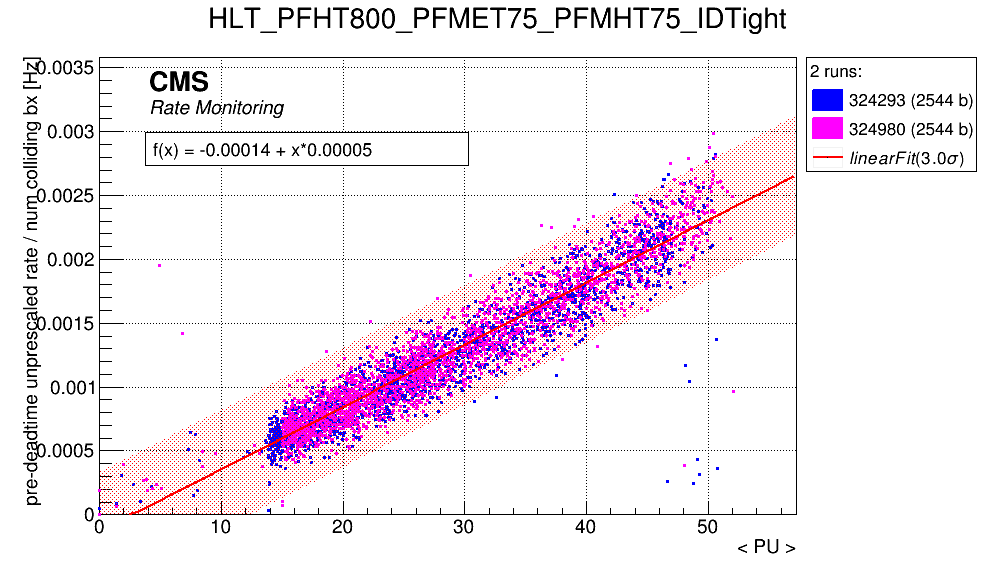 HLT_PFHT800_PFMET75_PFMHT75_IDTight
pre-deadtime unprescaled rate / num colliding bx [Hz]
0.0035
0.003
0.0025
0.002
0.0015
0.001
0.0005
0
CMS
Rate Monitoring
f(x) = -0.00014 + x*0.00005
0 10 20 30 40 50
< PU >
2 runs:
324293 (2544 b)
324980 (2544 b)
linearFit(3.0σ)